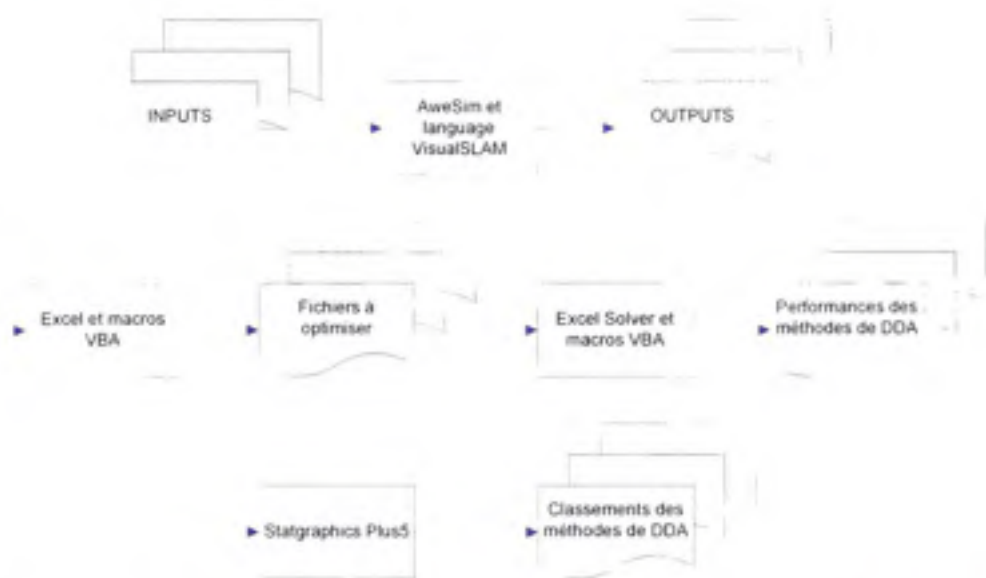 INPUTS
AweSim et
language
VisualSLAM
OUTPUTS
Excel et macros
VBA
Fichiers à
optimiser
Excel Solver et
macros VBA
Performances des
méthodes de DDA
Statgraphics Plus5
Classements des
méthodes de DDA